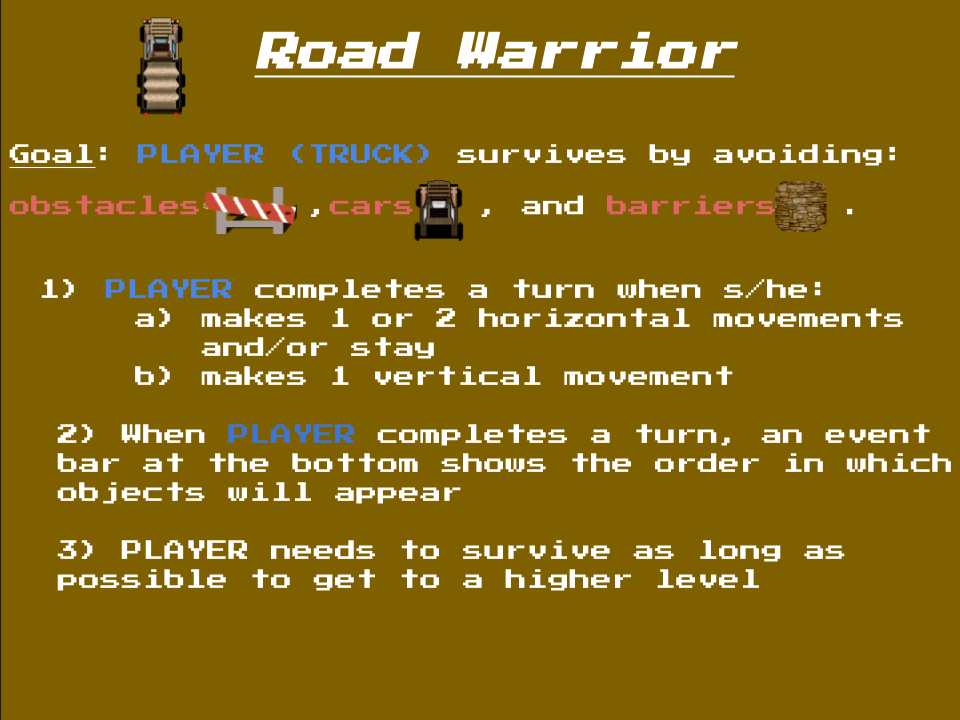 Road Warrior
Goal: PLAYER (TRUCK) survives by avoiding:
obstacles , cars , and barriers .
1) PLAYER completes a turn when s/he:
a) makes 1 or 2 horizontal movements
and/or stay
b) makes 1 vertical movement
2) When PLAYER completes a turn, an event
bar at the bottom shows the order in which
objects will appear
3) PLAYER needs to survive as long as
possible to get to a higher level